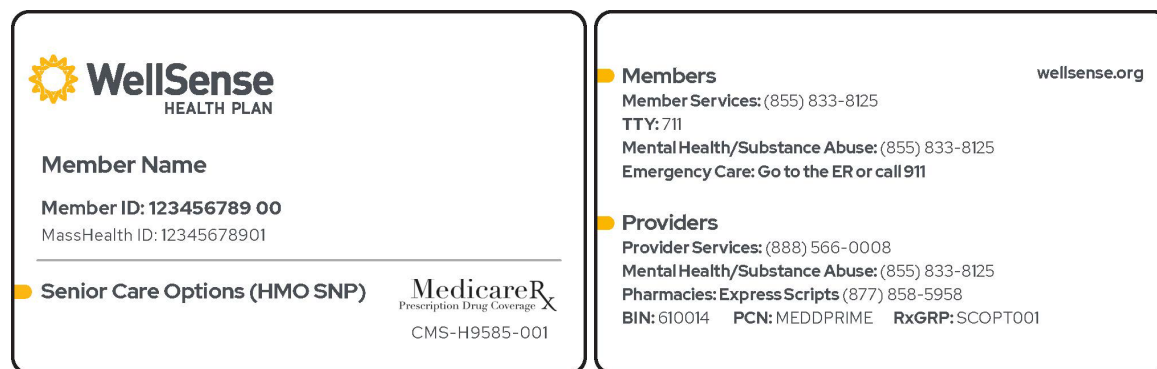 WellSense
HEALTH PLAN
Member Name
Member ID: 123456789 00
MassHealth ID: 12345678901
Senior Care Options (HMO SNP)
MedicareRx
Prescription Drug Coverage
CMS-H9585-001
wellsense.org
Members
Member Services: (855) 833-8125
TTY: 711
Mental Health/Substance Abuse: (855) 833-8125
Emergency Care: Go to the ER or call 911
Providers
Provider Services: (888) 566-0008
Mental Health/Substance Abuse: (855) 833-8125
Pharmacies: Express Scripts (877) 858-5958
BIN: 610014 PCN: MEDDPRIME RxGRP: SCOPT001